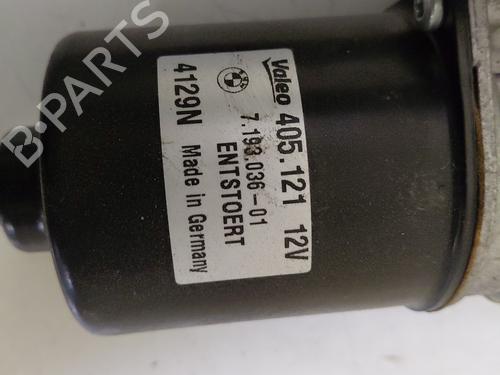 Valeo 405.121 12V
7.193.036-01
ENTSTOERT
4129N Made in Germany
B-PARTS